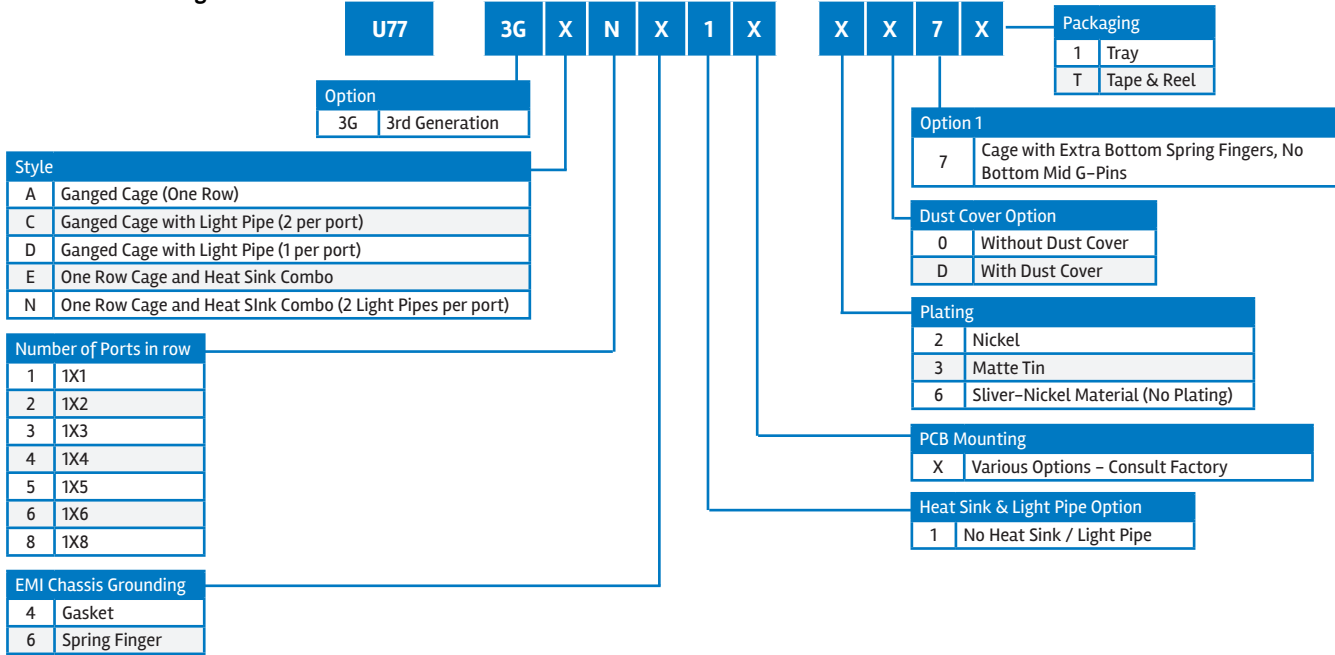 U77 3G X N X 1 X X X 7 X
Packaging
1 Tray
T Tape & Reel
Option
3G 3rd Generation
Option 1
7 Cage with Extra Bottom Spring Fingers, No
Bottom Mid G-Pins
Style
A Ganged Cage (One Row)
C Ganged Cage with Light Pipe (2 per port)
D Ganged Cage with Light Pipe (1 per port)
E One Row Cage and Heat Sink Combo
N One Row Cage and Heat SInk Combo (2 Light Pipes per port)
Dust Cover Option
0 Without Dust Cover
D With Dust Cover
Plating
2 Nickel
3 Matte Tin
6 Sliver-Nickel Material (No Plating)
Number of Ports in row
1 1X1
2 1X2
3 1X3
4 1X4
5 1X5
6 1X6
8 1X8
PCB Mounting
X Various Options - Consult Factory
Heat Sink & Light Pipe Option
1 No Heat Sink / Light Pipe
EMI Chassis Grounding
4 Gasket
6 Spring Finger